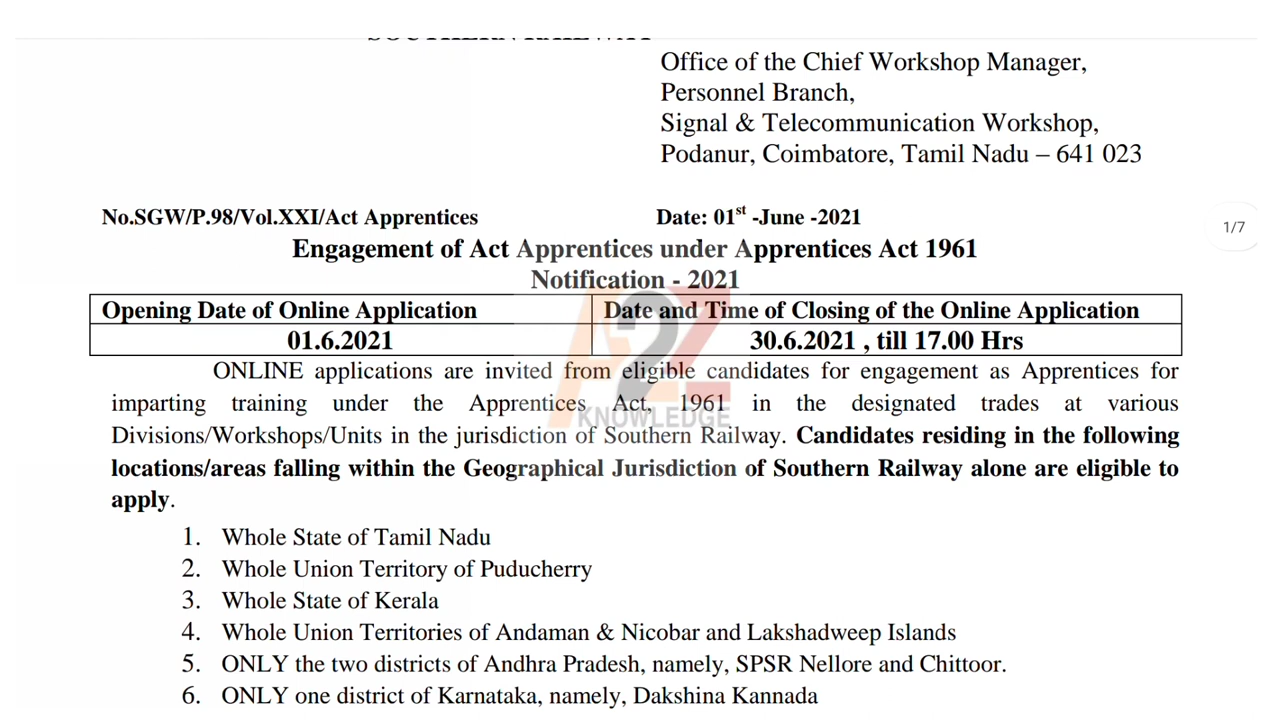 SOUTHERN RAILWAY
Office of the Chief Workshop Manager,
Personnel Branch,
Signal & Telecommunication Workshop,
Podanur, Coimbatore, Tamil Nadu – 641 023
No.SGW/P.98/Vol.XXI/Act Apprentices Date: 01st -June -2021
1/7
Engagement of Act Apprentices under Apprentices Act 1961
Notification - 2021
Opening Date of Online Application Date and Time of Closing of the Online Application
01.6.2021 30.6.2021 , till 17.00 Hrs
ONLINE applications are invited from eligible candidates for engagement as Apprentices for
imparting training under the Apprentices Act, 1961 in the designated trades at various
Divisions/Workshops/Units in the jurisdiction of Southern Railway. Candidates residing in the following
locations/areas falling within the Geographical Jurisdiction of Southern Railway alone are eligible to
apply.
1. Whole State of Tamil Nadu
2. Whole Union Territory of Puducherry
3. Whole State of Kerala
4. Whole Union Territories of Andaman & Nicobar and Lakshadweep Islands
5. ONLY the two districts of Andhra Pradesh, namely, SPSR Nellore and Chittoor.
6. ONLY one district of Karnataka, namely, Dakshina Kannada
A2Z
KNOWLEDGE